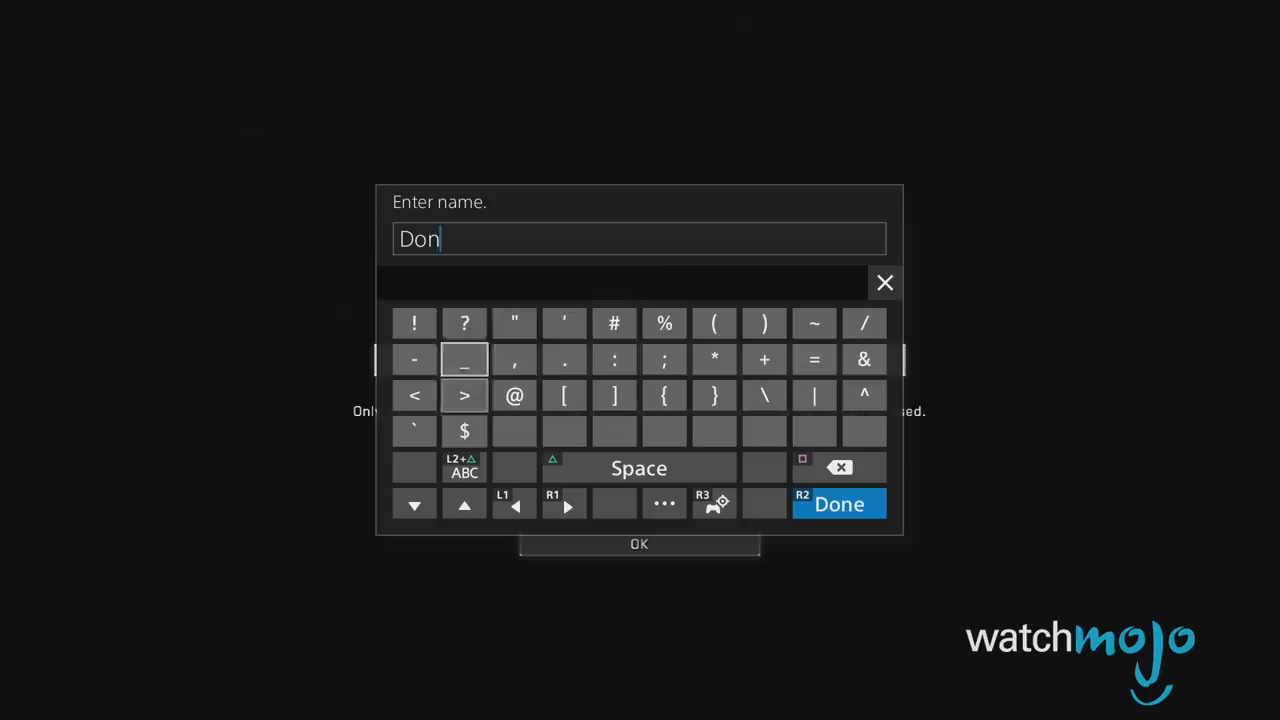 Enter name.
Don
! ? " ' # % ( ) ~ /
- _ , . : ; * + = &
< > @ [ ] { } \ | ^
` $
L2+△ ABC △ Space
L1 R1 ... R3 R2 Done
OK
watchmojo